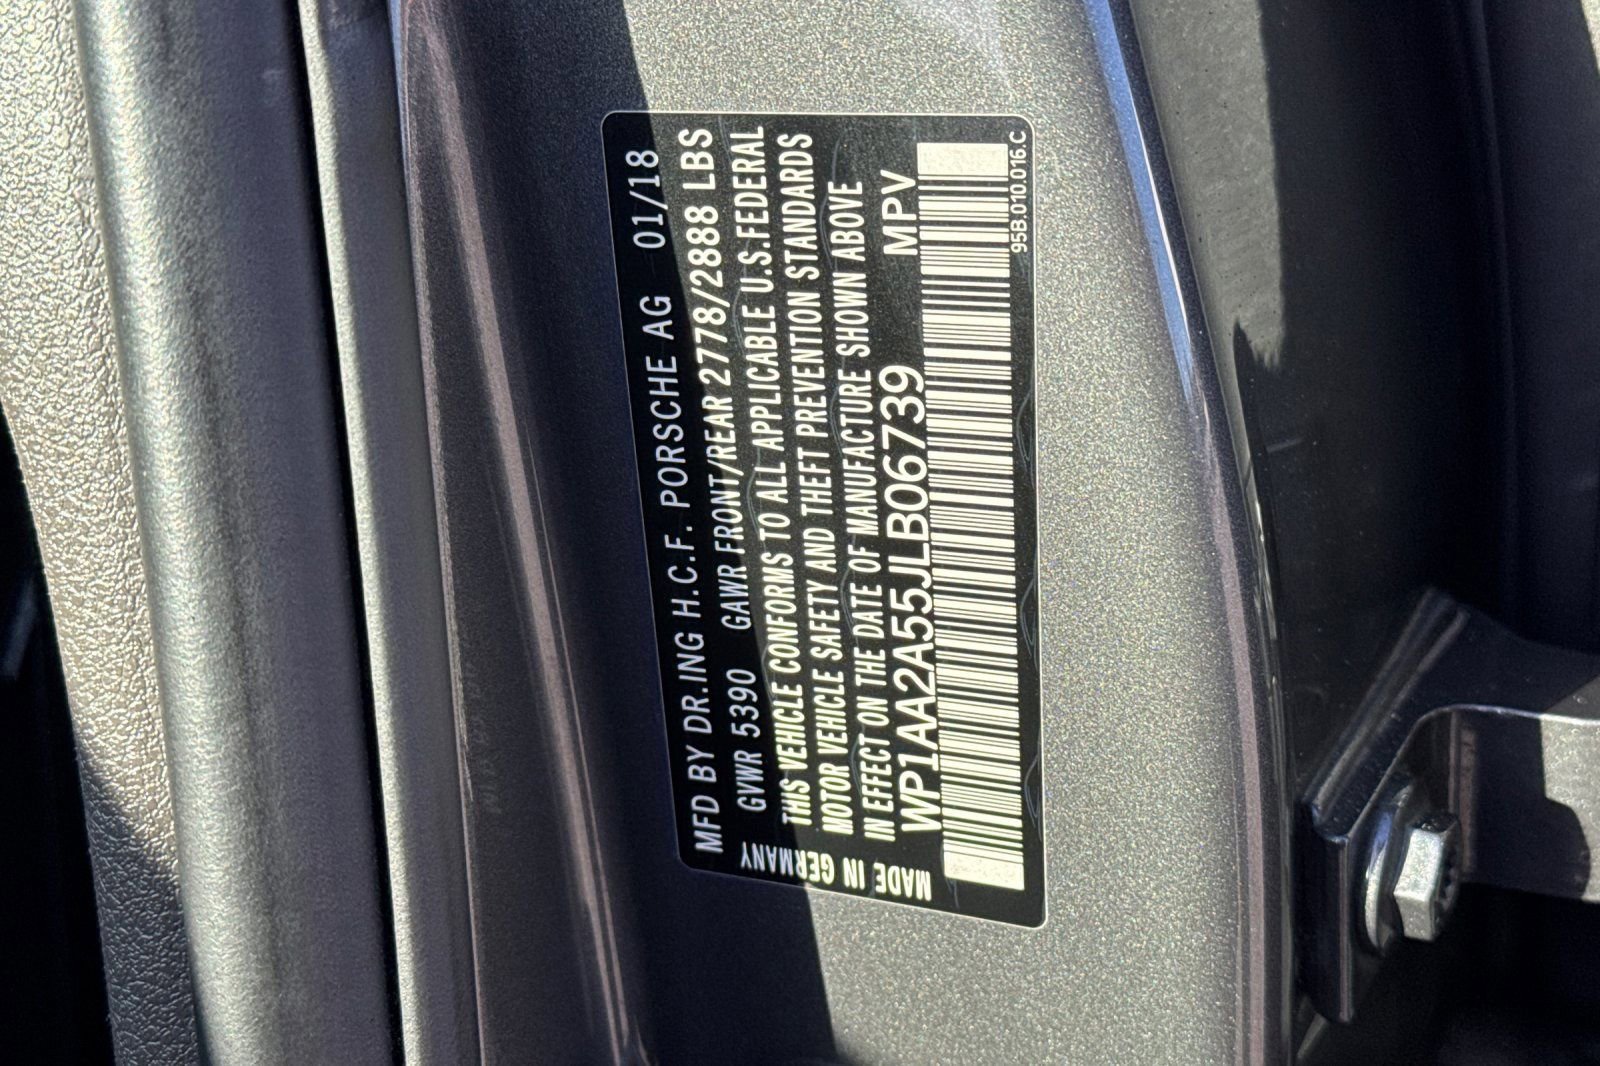 MFD BY DR.ING H.C.F. PORSCHE AG 01/18
GVWR 5390 GAWR FRONT/REAR 2778/2888 LBS
THIS VEHICLE CONFORMS TO ALL APPLICABLE U.S.FEDERAL
MOTOR VEHICLE SAFETY AND THEFT PREVENTION STANDARDS
IN EFFECT ON THE DATE OF MANUFACTURE SHOWN ABOVE
WP1AA2A55JLB06739 MPV
95B.010.016.C
MADE IN GERMANY